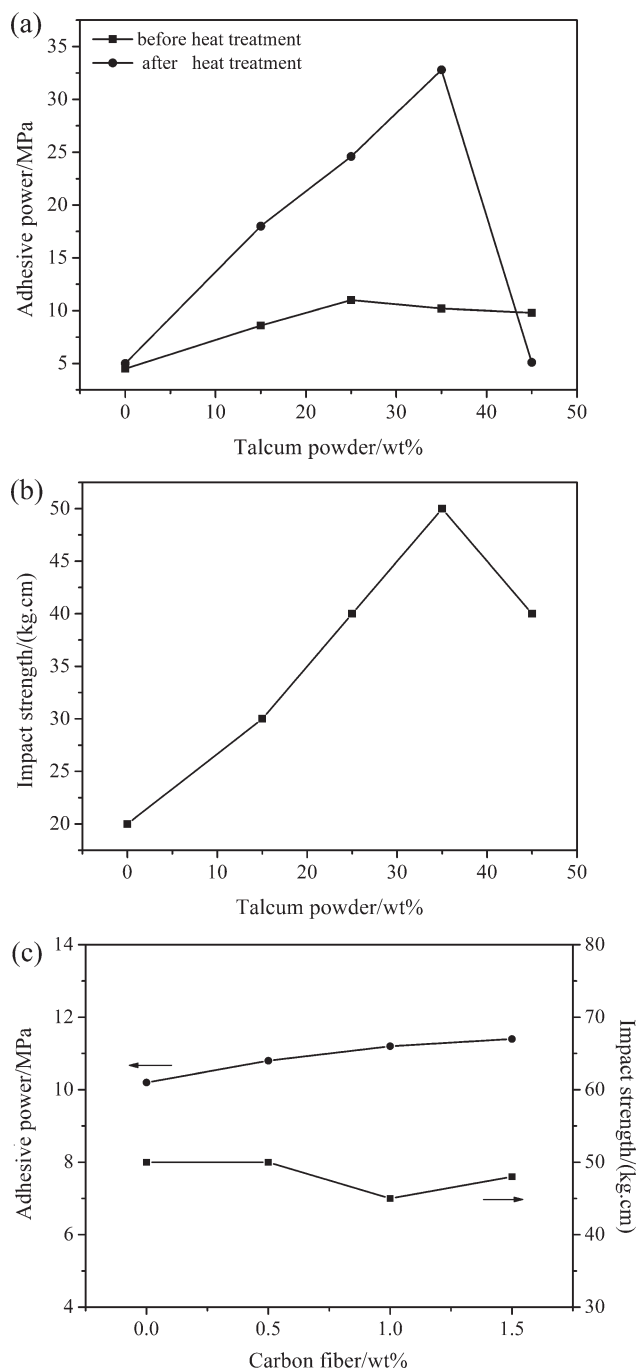 (a)
before heat treatment
after heat treatment
35
30
25
20
15
10
5
Adhesive power/MPa
0 10 20 30 40 50
Talcum powder/wt%
(b)
50
45
40
35
30
25
20
Impact strength/(kg.cm)
0 10 20 30 40 50
Talcum powder/wt%
(c)
14
12
10
8
6
4
Adhesive power/MPa
80
70
60
50
40
30
Impact strength/(kg.cm)
0.0 0.5 1.0 1.5
Carbon fiber/wt%